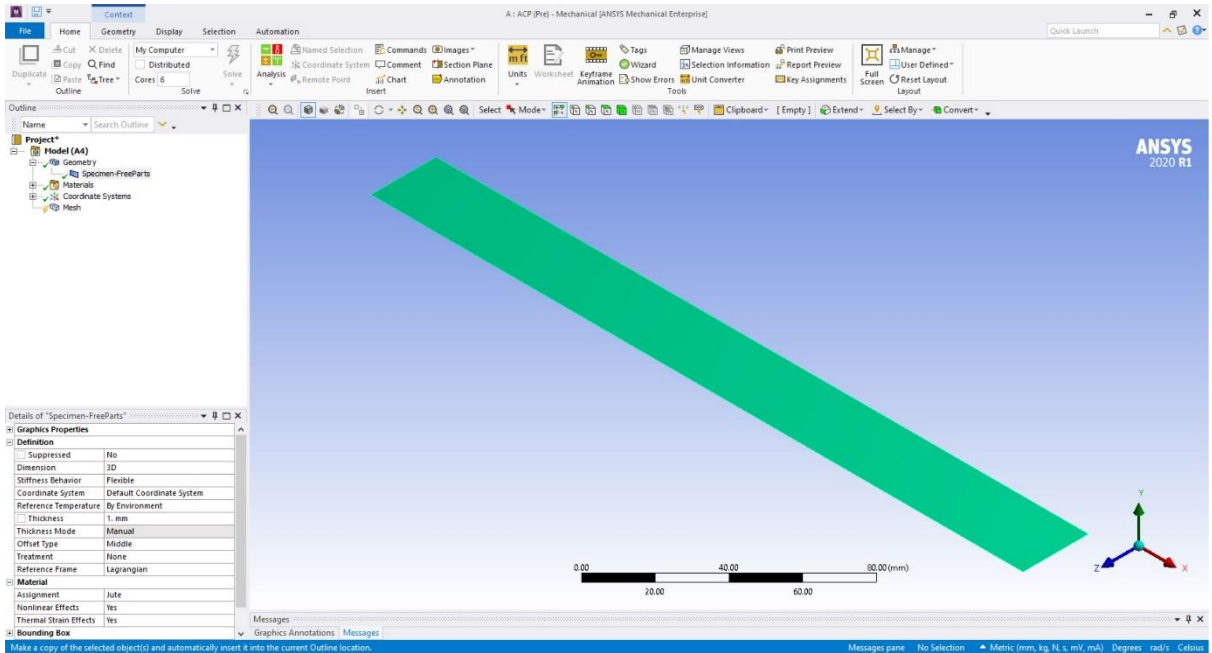 Context
A : ACP (Pre) - Mechanical [ANSYS Mechanical Enterprise]
File Home Geometry Display Selection Automation Quick Launch
Duplicate Cut Delete My Computer
Copy Find Distributed
Paste Tree Cores 6 Solve
Outline Solve
Analysis Named Selection Commands Images
Coordinate System Comment Section Plane
Remote Point Chart Annotation
Insert
Units Worksheet Keyframe Animation
Tags Manage Views Print Preview
Wizard Selection Information Report Preview
Show Errors Unit Converter Key Assignments
Tools
Full Screen Manage
User Defined
Reset Layout
Layout
Outline
Select Mode Clipboard [ Empty ] Extend Select By Convert
Name Search Outline
Project*
Model (A4)
Geometry
Specimen-FreeParts
Materials
Coordinate Systems
Mesh
ANSYS
2020 R1
Details of "Specimen-FreeParts"
Graphics Properties
Definition
Suppressed No
Dimension 3D
Stiffness Behavior Flexible
Coordinate System Default Coordinate System
Reference Temperature By Environment
Thickness 1. mm
Thickness Mode Manual
Offset Type Middle
Treatment None
Reference Frame Lagrangian
Material
Assignment Jute
Nonlinear Effects Yes
Thermal Strain Effects Yes
Bounding Box
Y
Z X
0.00 40.00 80.00 (mm)
20.00 60.00
Messages
Graphics Annotations Messages
Make a copy of the selected object(s) and automatically insert it into the current Outline location. Messages pane No Selection Metric (mm, kg, N, s, mV, mA) Degrees rad/s Celsius